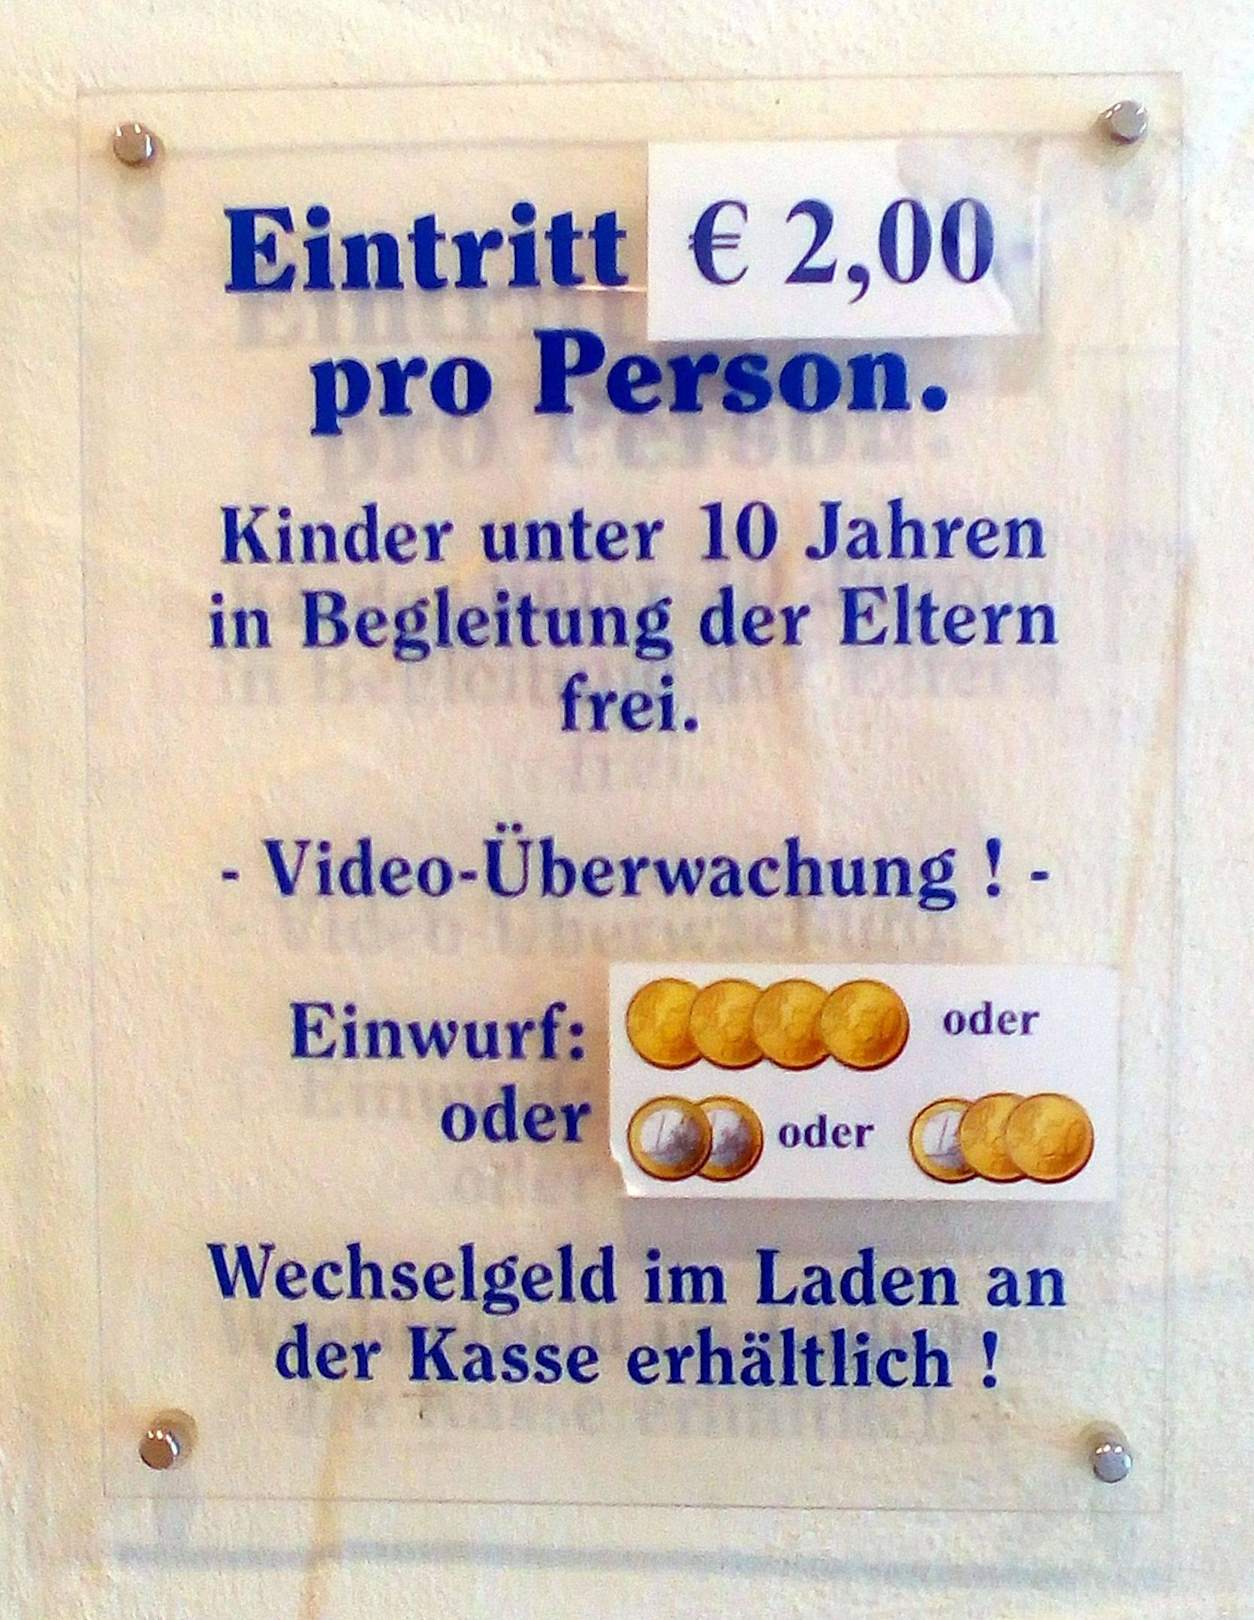 Eintritt € 2,00
pro Person.
Kinder unter 10 Jahren
in Begleitung der Eltern
frei.
- Video-Überwachung ! -
Einwurf: oder
oder oder
Wechselgeld im Laden an
der Kasse erhältlich !